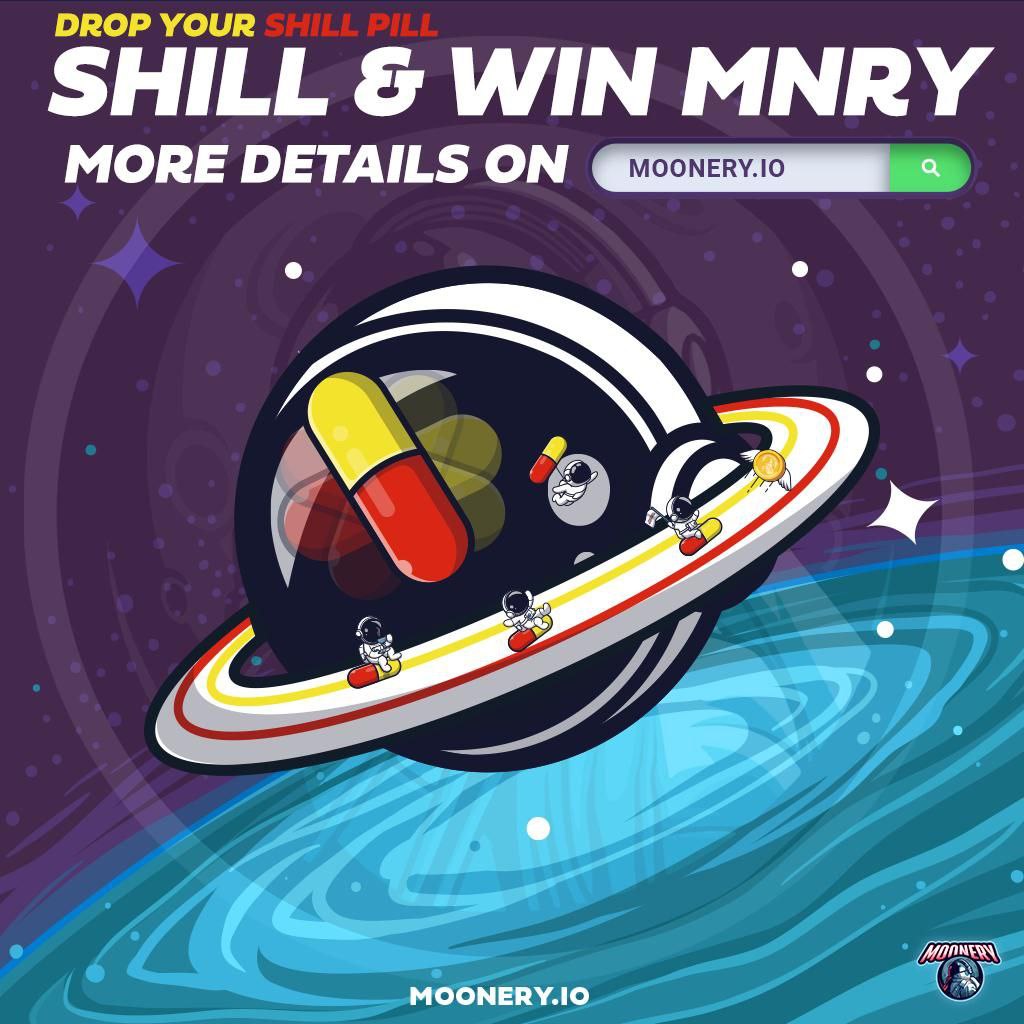 DROP YOUR SHILL PILL
SHILL & WIN MNRY
MORE DETAILS ON MOONERY.IO
MOONERY.IO
MOONERY